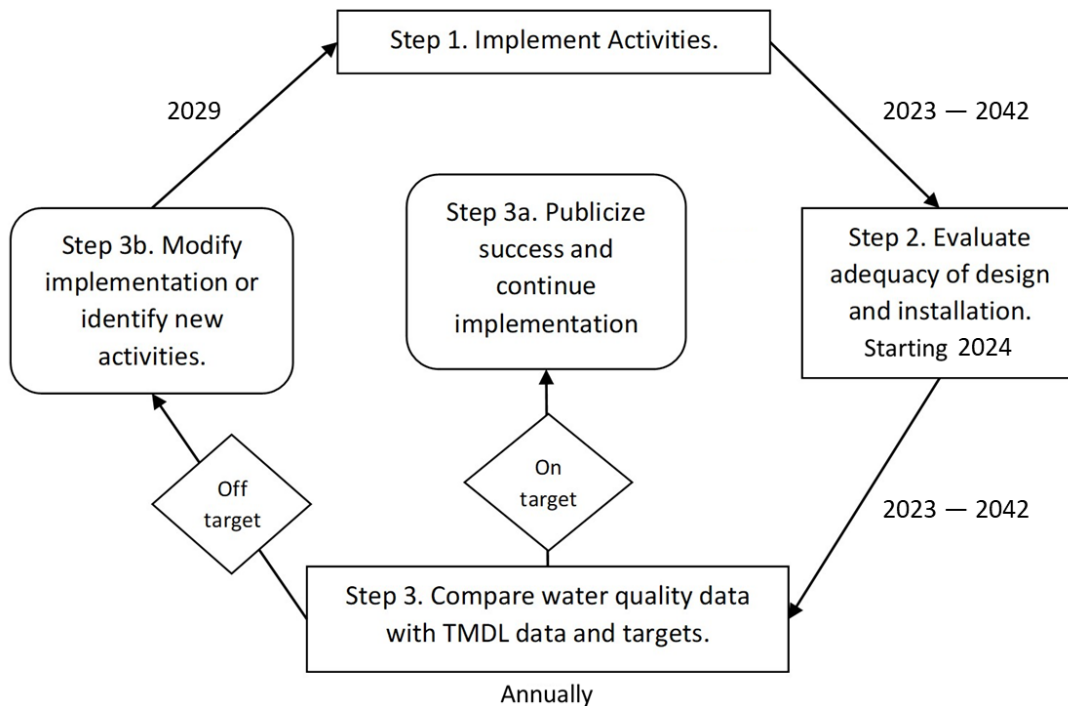 Step 1. Implement Activities.
2029
2023 — 2042
Step 3b. Modify
implementation or
identify new
activities.
Step 3a. Publicize
success and
continue
implementation
Step 2. Evaluate
adequacy of design
and installation.
Starting 2024
Off
target
On
target
2023 — 2042
Step 3. Compare water quality data
with TMDL data and targets.
Annually